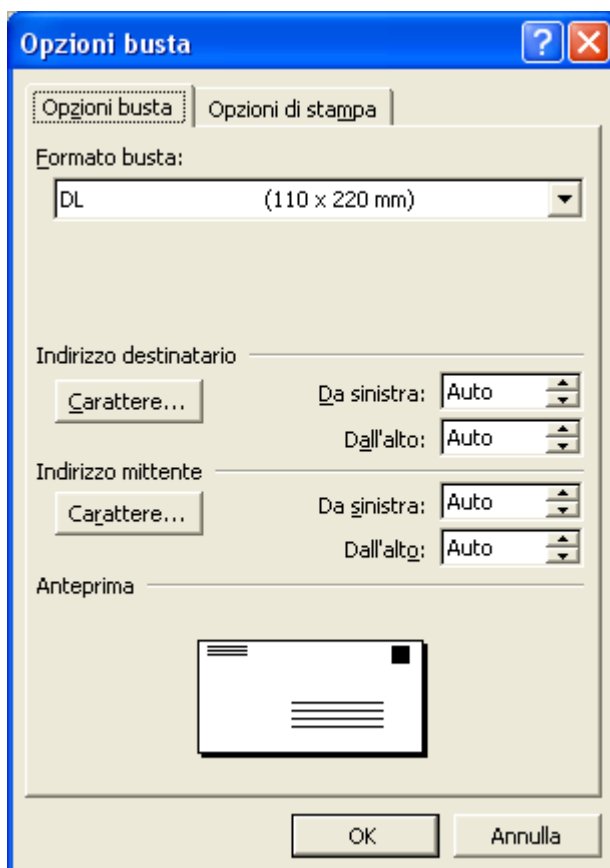 Opzioni busta
Opzioni busta Opzioni di stampa
Formato busta:
DL (110 x 220 mm)
Indirizzo destinatario
Carattere... Da sinistra: Auto
Dall'alto: Auto
Indirizzo mittente
Carattere... Da sinistra: Auto
Dall'alto: Auto
Anteprima
OK Annulla